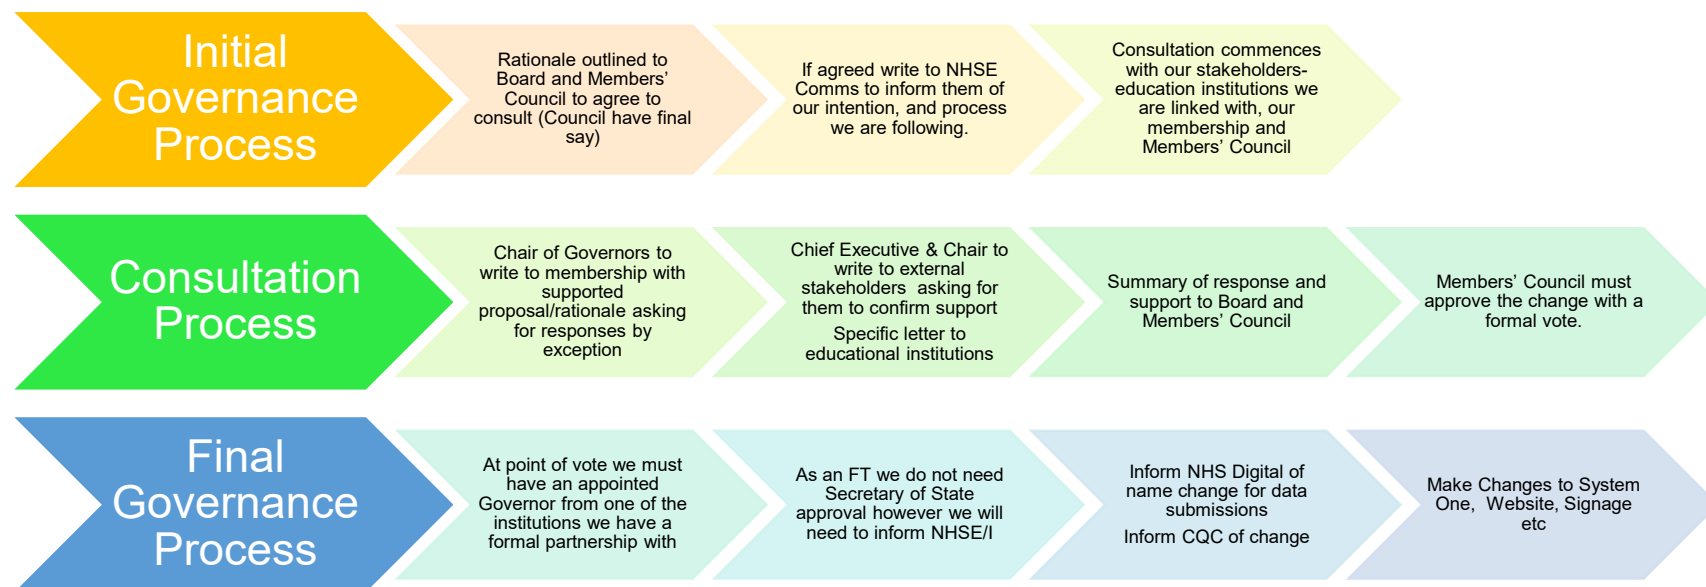 Initial
Governance
Process
Rationale outlined to
Board and Members’
Council to agree to
consult (Council have final
say)
If agreed write to NHSE
Comms to inform them of
our intention, and process
we are following.
Consultation commences
with our stakeholders-
education institutions we
are linked with, our
membership and
Members’ Council
Consultation
Process
Chair of Governors to
write to membership with
supported
proposal/rationale asking
for responses by
exception
Chief Executive & Chair to
write to external
stakeholders asking for
them to confirm support
Specific letter to
educational institutions
Summary of response and
support to Board and
Members’ Council
Members’ Council must
approve the change with a
formal vote.
Final
Governance
Process
At point of vote we must
have an appointed
Governor from one of the
institutions we have a
formal partnership with
As an FT we do not need
Secretary of State
approval however we will
need to inform NHSE/I
Inform NHS Digital of
name change for data
submissions
Inform CQC of change
Make Changes to System
One, Website, Signage
etc